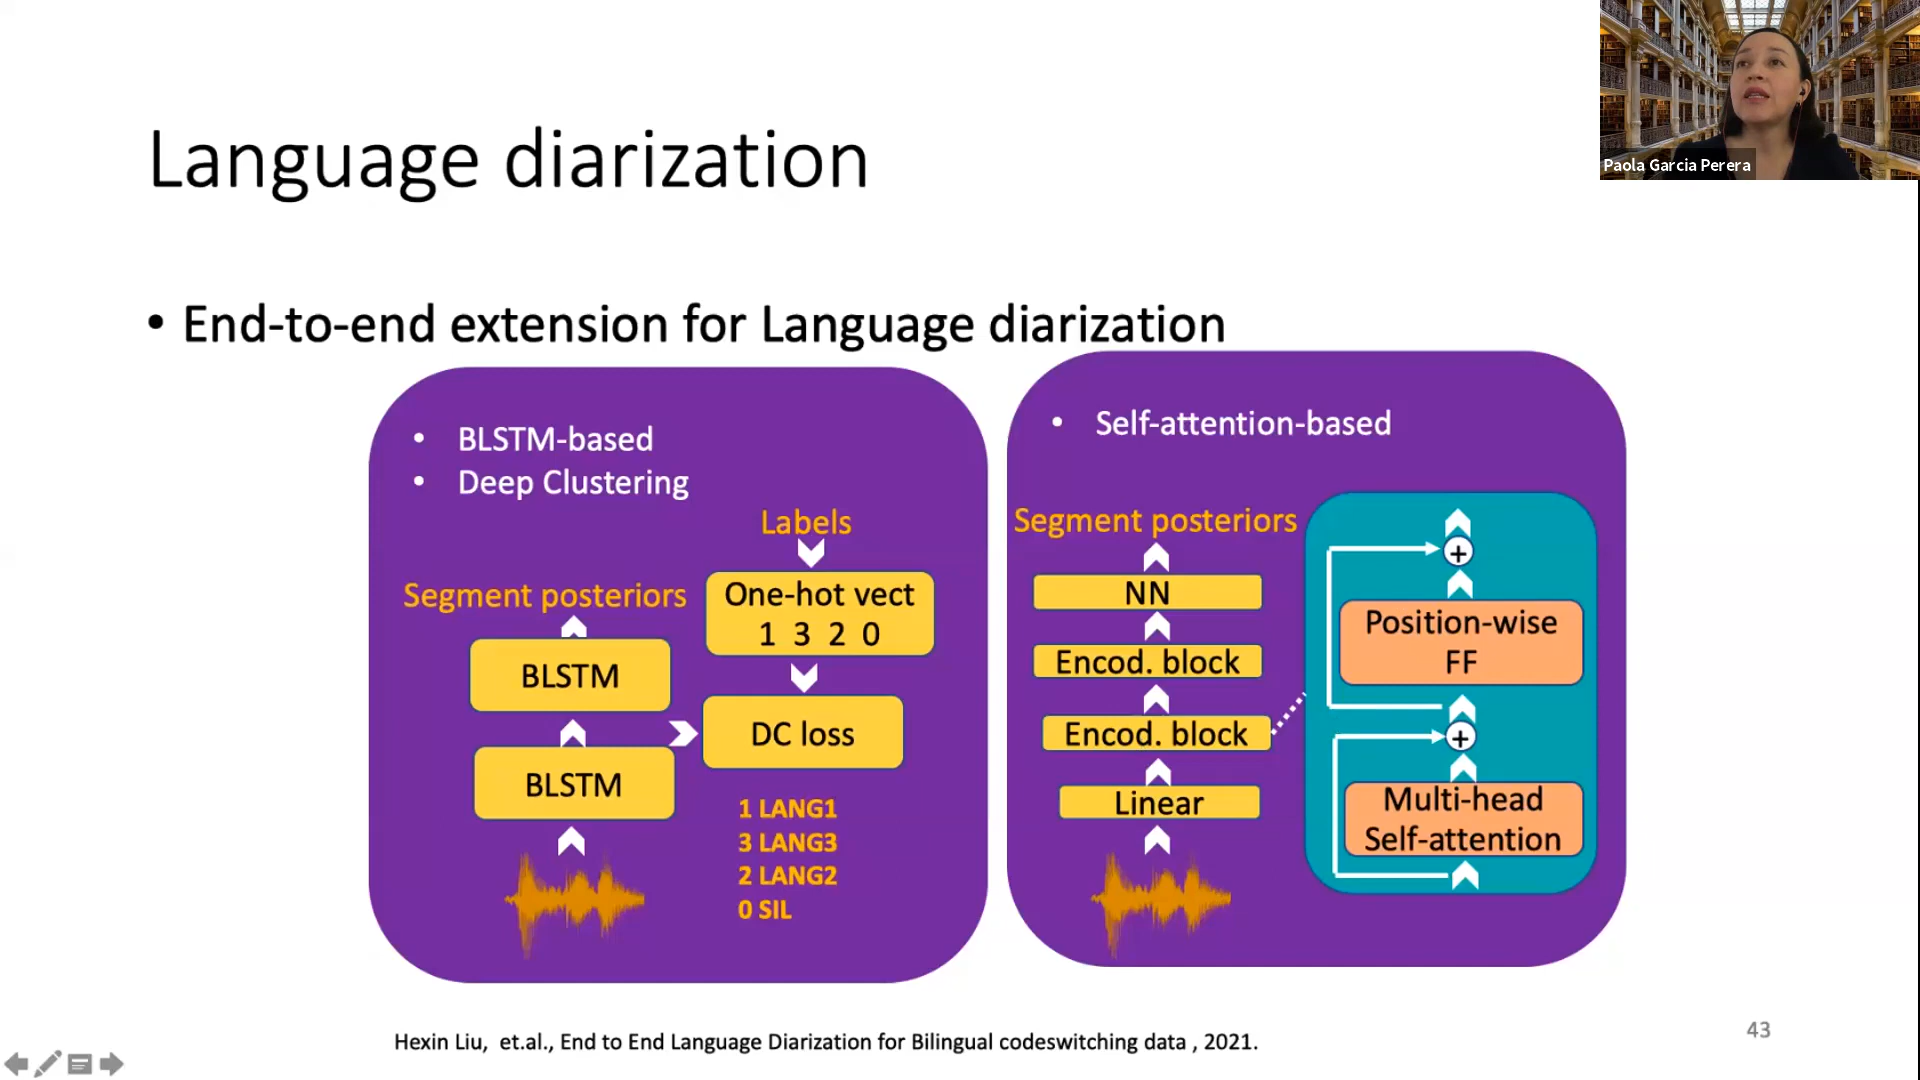 Paola Garcia Perera
Language diarization
• End-to-end extension for Language diarization
• BLSTM-based
• Deep Clustering
Labels
Segment posteriors
One-hot vect
1 3 2 0
BLSTM
DC loss
BLSTM
1 LANG1
3 LANG3
2 LANG2
0 SIL
• Self-attention-based
Segment posteriors
NN
Encod. block
Encod. block
Linear
+
Position-wise
FF
+
Multi-head
Self-attention
Hexin Liu, et.al., End to End Language Diarization for Bilingual codeswitching data , 2021.
43